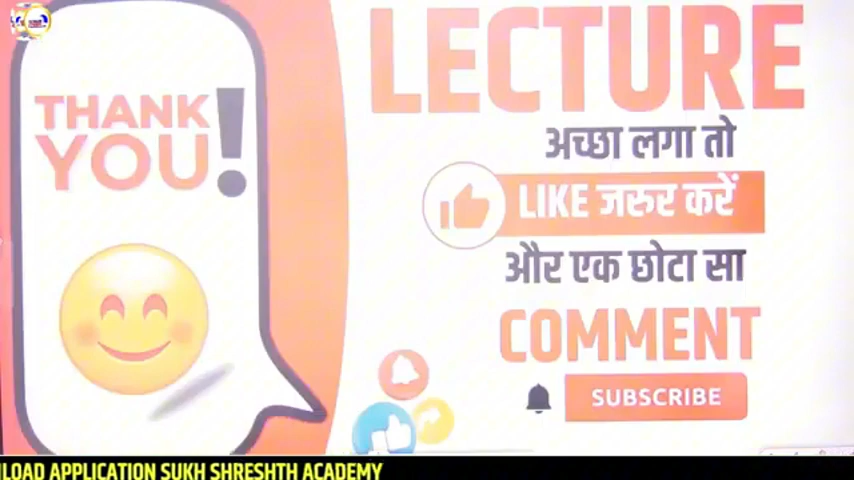 THANK
YOU!
LECTURE
अच्छा लगा तो
LIKE जरुर करें
और एक छोटा सा
COMMENT
SUBSCRIBE
LOAD APPLICATION SUKH SHRESHTH ACADEMY